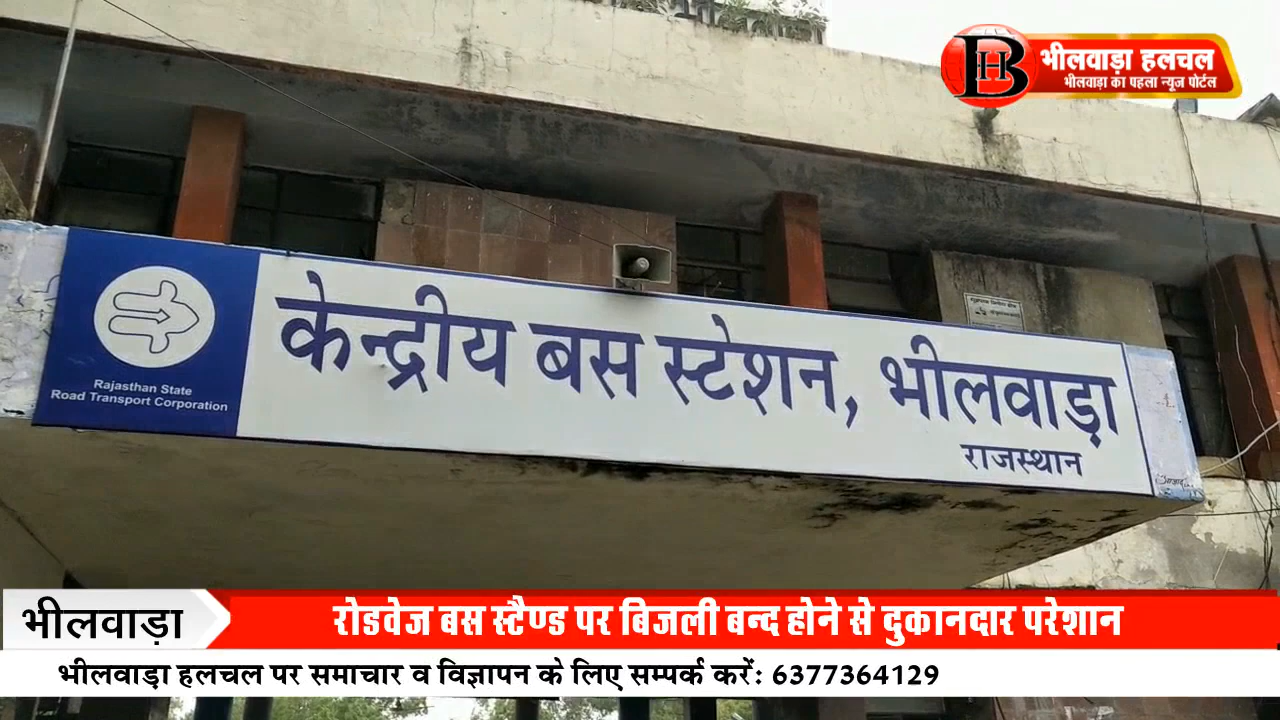 भीलवाड़ा हलचल
भीलवाड़ा का पहला न्यूज पोर्टल
BH
Rajasthan State
Road Transport Corporation
केन्द्रीय बस स्टेशन, भीलवाड़ा
राजस्थान
भीलवाड़ा
रोडवेज बस स्टैण्ड पर बिजली बन्द होने से दुकानदार परेशान
भीलवाड़ा हलचल पर समाचार व विज्ञापन के लिए सम्पर्क करें: 6377364129